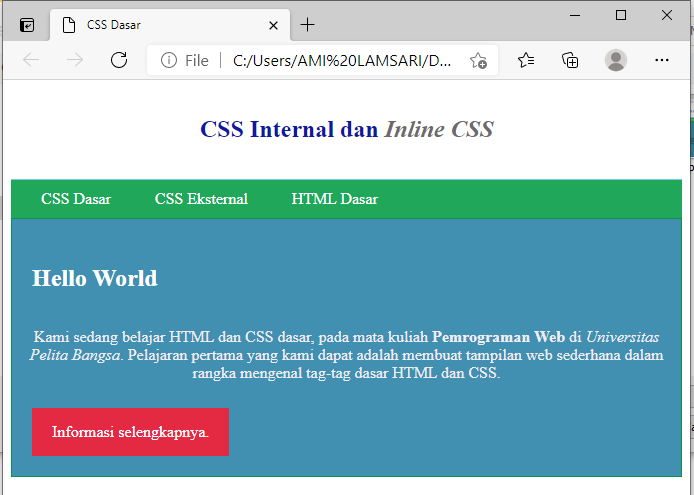 CSS Dasar
File
C:/Users/AMI%20LAMSARI/D...
CSS Internal dan Inline CSS
CSS Dasar CSS Eksternal HTML Dasar
Hello World
Kami sedang belajar HTML dan CSS dasar, pada mata kuliah Pemrograman Web di Universitas
Pelita Bangsa. Pelajaran pertama yang kami dapat adalah membuat tampilan web sederhana dalam
rangka mengenal tag-tag dasar HTML dan CSS.
Informasi selengkapnya.